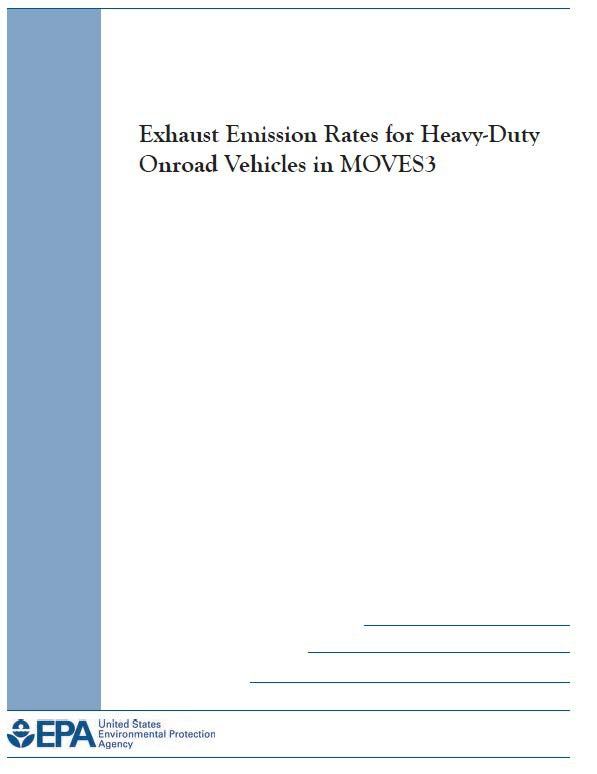 Exhaust Emission Rates for Heavy-Duty
Onroad Vehicles in MOVES3
EPA
United States
Environmental Protection
Agency